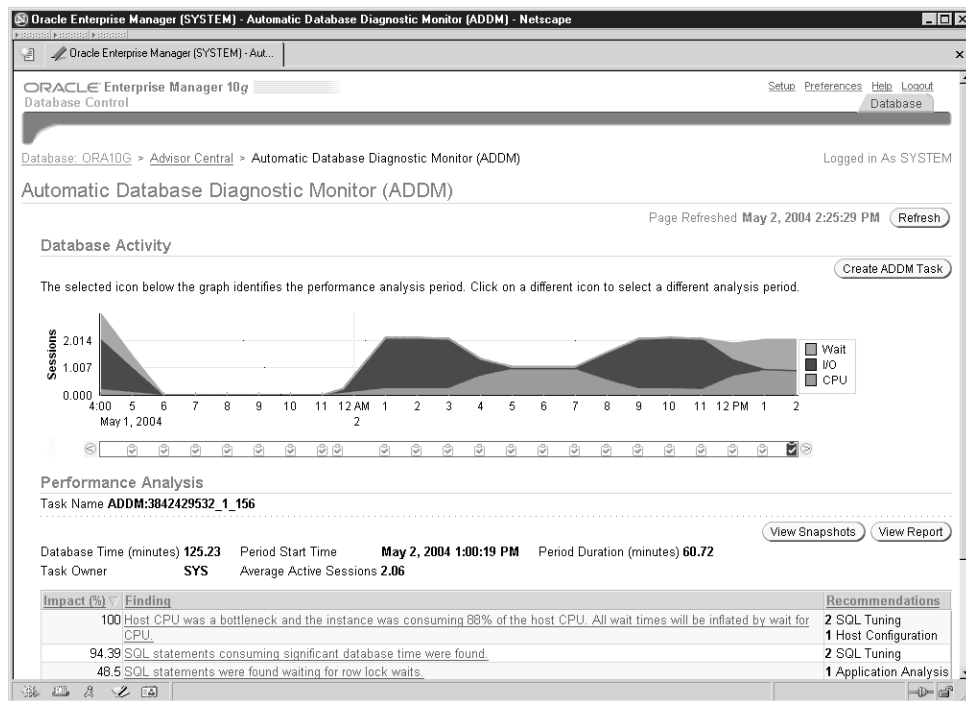 Oracle Enterprise Manager (SYSTEM) - Automatic Database Diagnostic Monitor (ADDM) - Netscape
Oracle Enterprise Manager (SYSTEM) - Aut...
ORACLE Enterprise Manager 10g
Database Control
Setup Preferences Help Logout
Database
Database: ORA10G > Advisor Central > Automatic Database Diagnostic Monitor (ADDM)
Logged in As SYSTEM
Automatic Database Diagnostic Monitor (ADDM)
Page Refreshed May 2, 2004 2:25:29 PM Refresh
Database Activity
Create ADDM Task
The selected icon below the graph identifies the performance analysis period. Click on a different icon to select a different analysis period.
Sessions
2.014
1.007
0.000
Wait
I/O
CPU
4:00 5 6 7 8 9 10 11 12 AM 1 2 3 4 5 6 7 8 9 10 11 12 PM 1 2
May 1, 2004 2
Performance Analysis
Task Name ADDM:3842429532_1_156
View Snapshots View Report
Database Time (minutes) 125.23 Period Start Time May 2, 2004 1:00:19 PM Period Duration (minutes) 60.72
Task Owner SYS Average Active Sessions 2.06
Impact (%) Finding Recommendations
100 Host CPU was a bottleneck and the instance was consuming 88% of the host CPU. All wait times will be inflated by wait for 2 SQL Tuning
CPU. 1 Host Configuration
94.39 SQL statements consuming significant database time were found. 2 SQL Tuning
48.5 SQL statements were found waiting for row lock waits. 1 Application Analysis